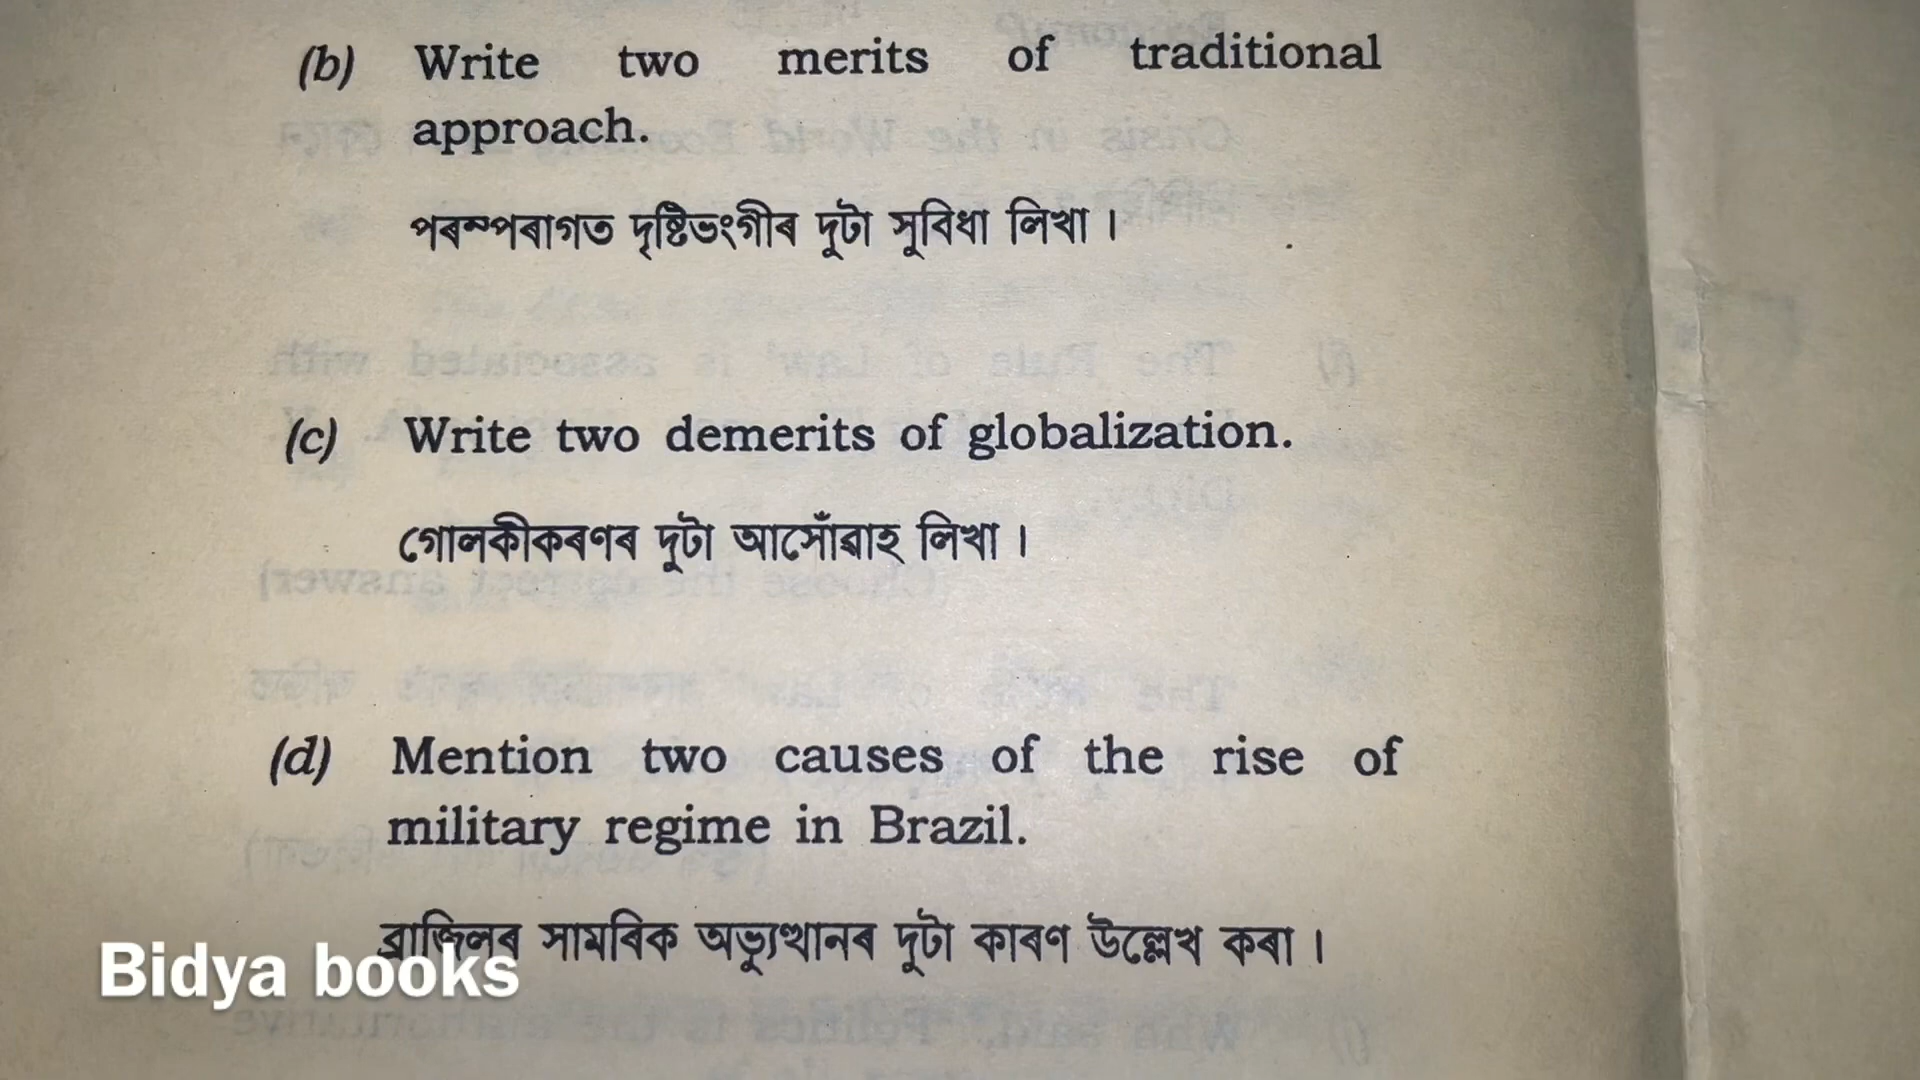 (b) Write two merits of traditional
approach.
পৰম্পৰাগত দৃষ্টিভংগীৰ দুটা সুবিধা লিখা ।
(c) Write two demerits of globalization.
গোলকীকৰণৰ দুটা আসোঁৱাহ লিখা ।
(d) Mention two causes of the rise of
military regime in Brazil.
ব্ৰাজিলৰ সামৰিক অভ্যুত্থানৰ দুটা কাৰণ উল্লেখ কৰা ।
Bidya books